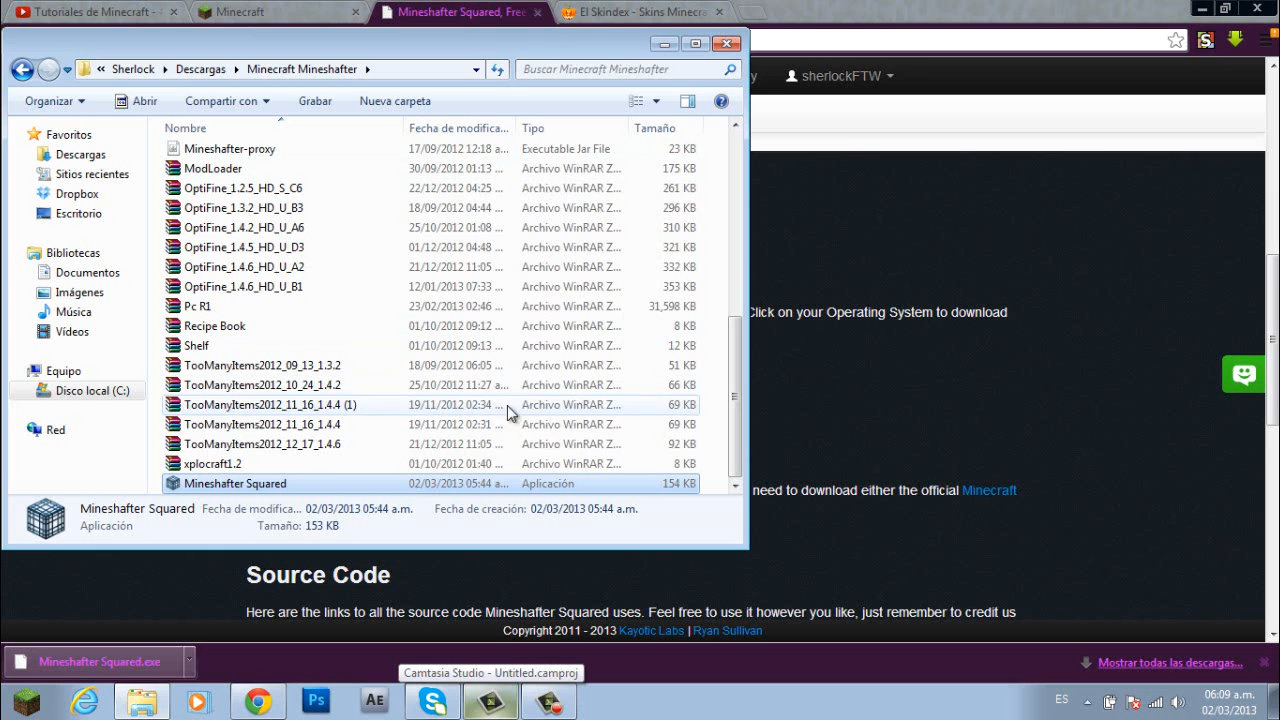 Tutoriales de Minecraft -
Minecraft
Mineshafter Squared, Free
El Skindex - Skins Minecra
Sherlock
Descargas
Minecraft Mineshafter
Buscar Minecraft Mineshafter
y
sherlockFTW
Organizar
Abrir
Compartir con
Grabar
Nueva carpeta
Nombre
Fecha de modifica...
Tipo
Tamaño
Favoritos
Descargas
Sitios recientes
Dropbox
Escritorio
Bibliotecas
Documentos
Imágenes
Música
Vídeos
Equipo
Disco local (C:)
Red
Mineshafter-proxy 17/09/2012 12:18 a... Executable Jar File 23 KB
ModLoader 30/09/2012 01:13 ... Archivo WinRAR Z... 175 KB
OptiFine_1.2.5_HD_S_C6 22/12/2012 04:25 ... Archivo WinRAR Z... 261 KB
OptiFine_1.3.2_HD_U_B3 18/09/2012 04:44 ... Archivo WinRAR Z... 296 KB
OptiFine_1.4.2_HD_U_A6 25/10/2012 01:08 ... Archivo WinRAR Z... 310 KB
OptiFine_1.4.5_HD_U_D3 01/12/2012 04:48 ... Archivo WinRAR Z... 321 KB
OptiFine_1.4.6_HD_U_A2 21/12/2012 11:05 ... Archivo WinRAR Z... 332 KB
OptiFine_1.4.6_HD_U_B1 12/01/2013 07:33 ... Archivo WinRAR Z... 353 KB
Pc R1 23/02/2013 02:46 ... Archivo WinRAR Z... 31,598 KB
Recipe Book 01/10/2012 09:12 ... Archivo WinRAR Z... 8 KB
Shelf 01/10/2012 09:13 ... Archivo WinRAR Z... 12 KB
TooManyItems2012_09_13_1.3.2 18/09/2012 06:05 ... Archivo WinRAR Z... 51 KB
TooManyItems2012_10_24_1.4.2 25/10/2012 11:27 a... Archivo WinRAR Z... 66 KB
TooManyItems2012_11_16_1.4.4 (1) 19/11/2012 02:34 ... Archivo WinRAR Z... 69 KB
TooManyItems2012_11_16_1.4.4 19/11/2012 02:31 ... Archivo WinRAR Z... 69 KB
TooManyItems2012_12_17_1.4.6 21/12/2012 11:05 ... Archivo WinRAR Z... 92 KB
xplocraft1.2 01/10/2012 01:40 ... Archivo WinRAR Z... 8 KB
Mineshafter Squared 02/03/2013 05:44 a... Aplicación 154 KB
Mineshafter Squared Fecha de modifica... 02/03/2013 05:44 a.m. Fecha de creación: 02/03/2013 05:44 a.m.
Aplicación Tamaño: 153 KB
Click on your Operating System to download
need to download either the official Minecraft
Source Code
Here are the links to all the source code Mineshafter Squared uses. Feel free to use it however you like, just remember to credit us
Copyright 2011 - 2013 Kayotic Labs | Ryan Sullivan
Mineshafter Squared.exe
Mostrar todas las descargas...
Camtasia Studio - Untitled.camproj
Ps
Ae
ES
06:09 a.m.
02/03/2013